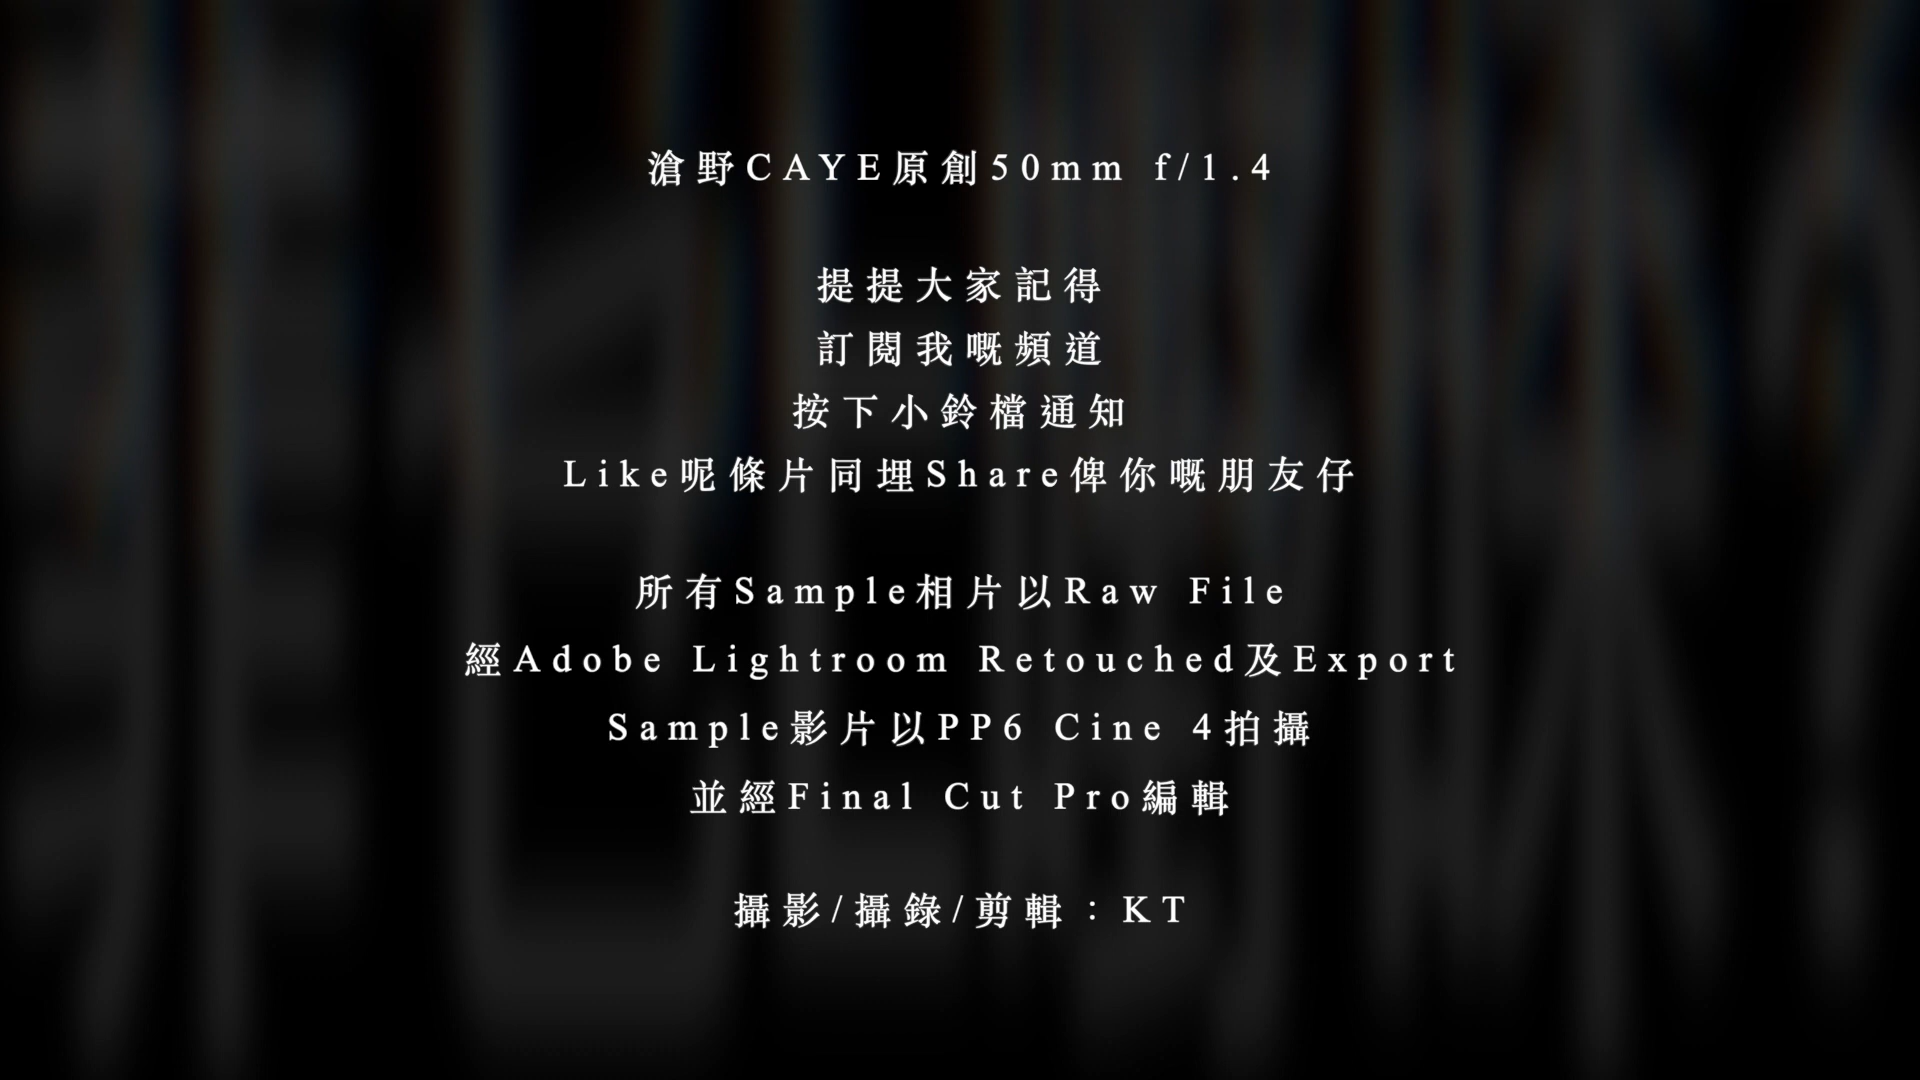 滄野CAYE原創50mm f/1.4
提提大家記得
訂閱我嘅頻道
按下小鈴檔通知
Like呢條片同埋Share俾你嘅朋友仔
所有Sample相片以Raw File
經Adobe Lightroom Retouched及Export
Sample影片以PP6 Cine 4拍攝
並經Final Cut Pro編輯
攝影/攝錄/剪輯：KT